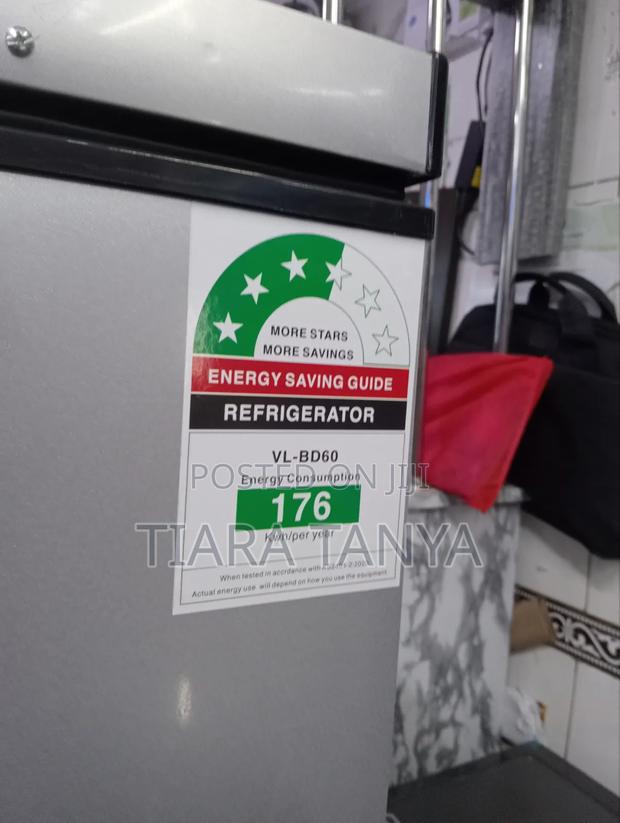 MORE STARS
MORE SAVINGS
ENERGY SAVING GUIDE
REFRIGERATOR
VL-BD60
Energy Consumption
POSTED ON JIJI
176
TIARA TANYA
Kwh/per year
When tested in accrdance with
Actual energy use will depend on how you use the equipment